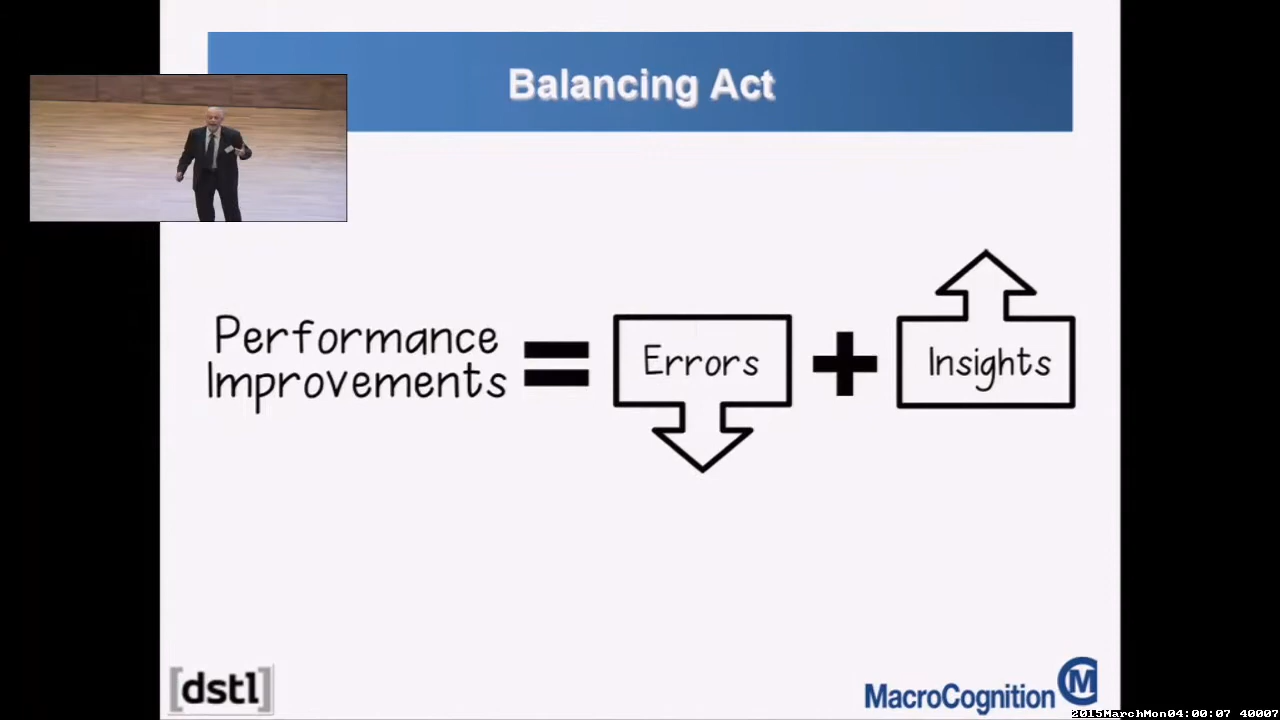 Balancing Act
Performance
Improvements
=
Errors
+
Insights
[dstl]
MacroCognition M
2015MarchMon04:00:07 40007